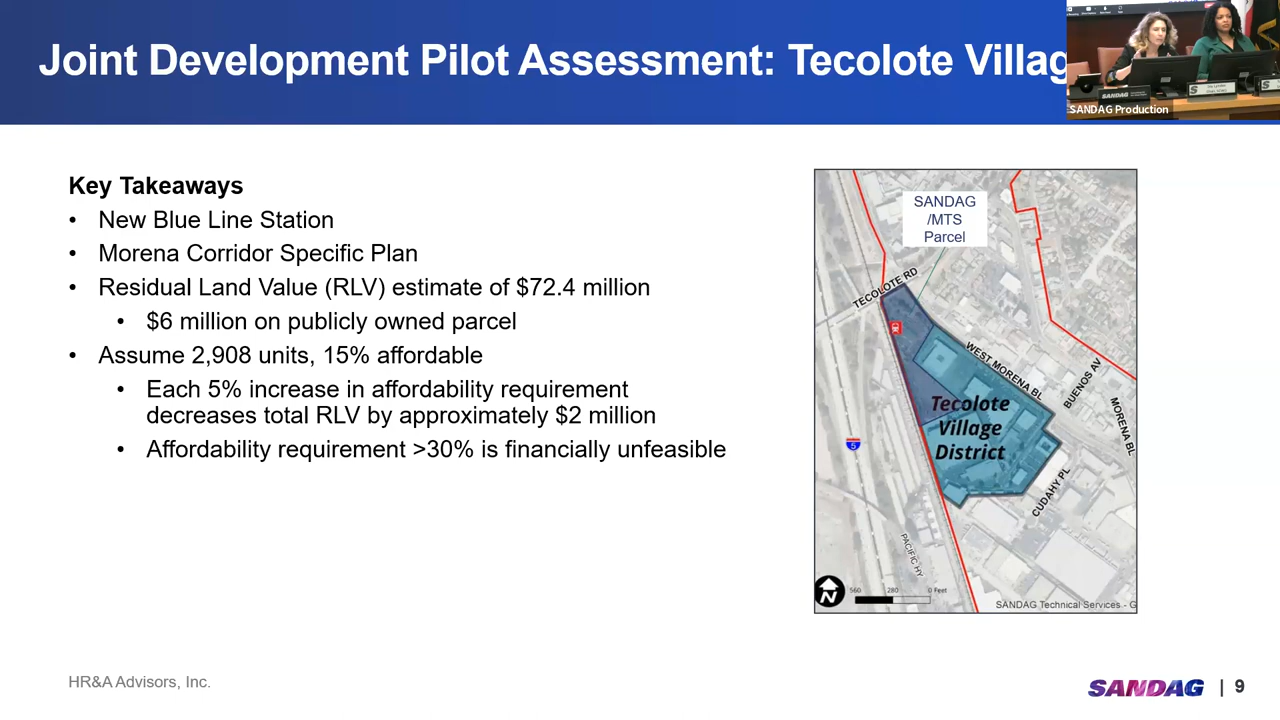 Joint Development Pilot Assessment: Tecolote Villag
SANDAG Production
SANDAG
Key Takeaways
• New Blue Line Station
• Morena Corridor Specific Plan
• Residual Land Value (RLV) estimate of $72.4 million
• $6 million on publicly owned parcel
• Assume 2,908 units, 15% affordable
• Each 5% increase in affordability requirement
decreases total RLV by approximately $2 million
• Affordability requirement >30% is financially unfeasible
SANDAG
/MTS
Parcel
TECOLOTE RD
WEST MORENA BL
BUENOS AV
MORENA BL
Tecolote
Village
District
5
CUDAHY PL
PACIFIC HY
N
560 280 0 Feet
SANDAG Technical Services - G
HR&A Advisors, Inc.
SANDAG | 9